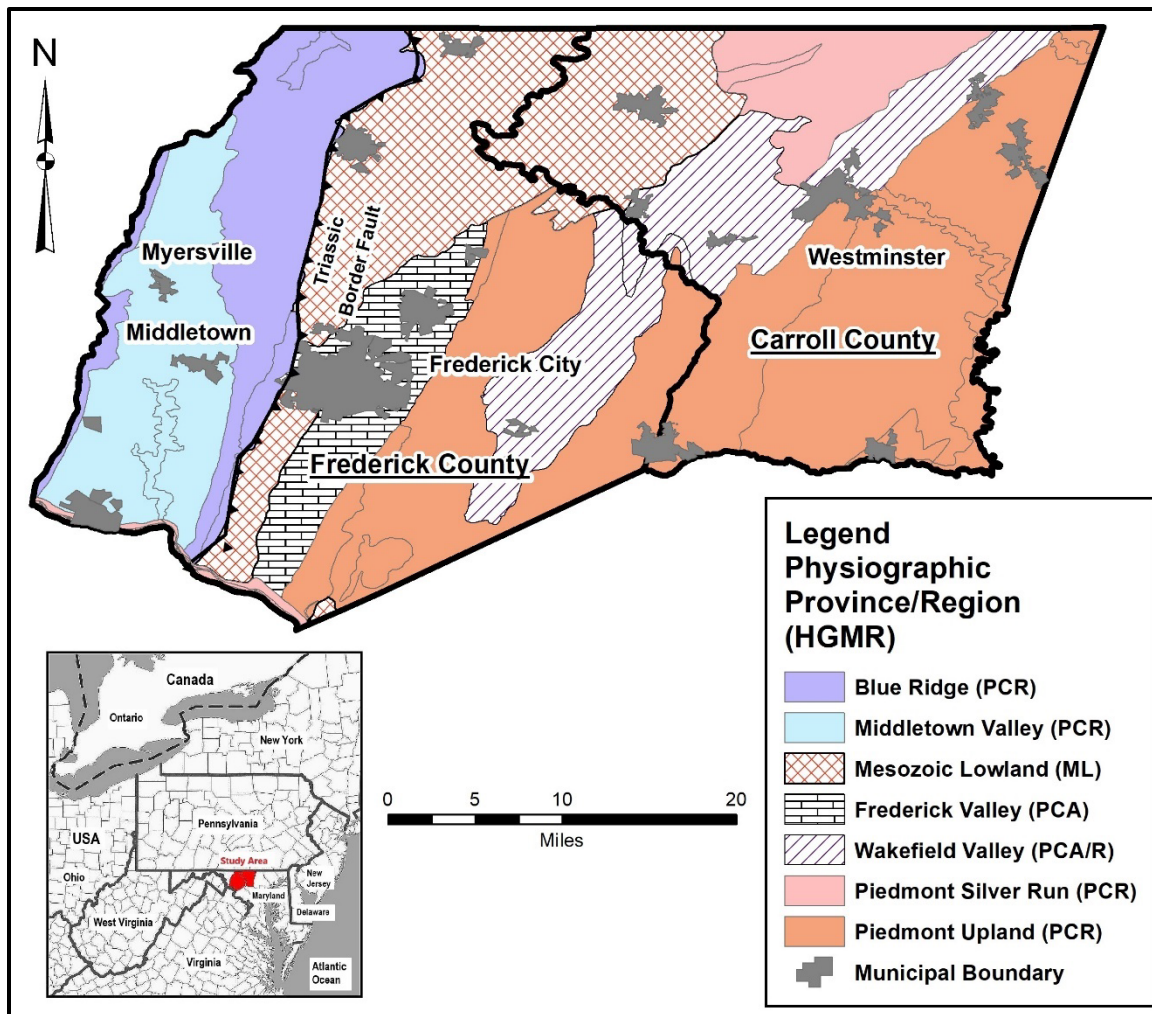 N
Myersville
Middletown
Triassic
Border Fault
Frederick City
Frederick County
Westminster
Carroll County
Legend
Physiographic
Province/Region
(HGMR)
Blue Ridge (PCR)
Middletown Valley (PCR)
Mesozoic Lowland (ML)
Frederick Valley (PCA)
Wakefield Valley (PCA/R)
Piedmont Silver Run (PCR)
Piedmont Upland (PCR)
Municipal Boundary
0 5 10 20
Miles
Canada
Ontario
New York
USA
Pennsylvania
Ohio
Study Area
New
Jersey
Maryland
Delaware
West Virginia
Virginia
Atlantic
Ocean